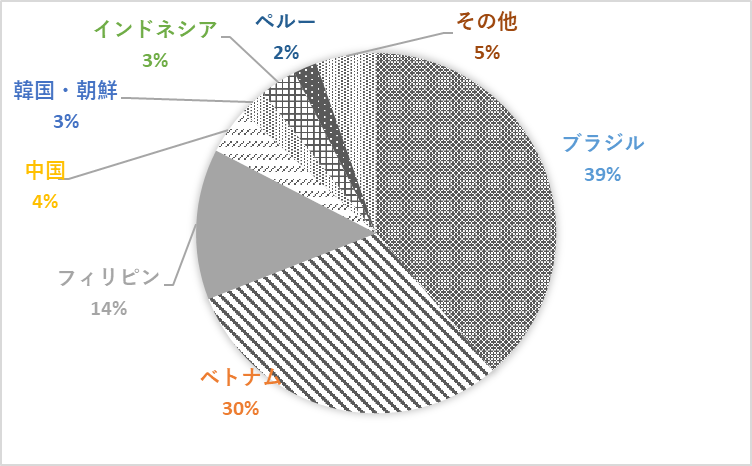 インドネシア
3%
ペルー
2%
その他
5%
韓国・朝鮮
3%
中国
4%
ブラジル
39%
フィリピン
14%
ベトナム
30%